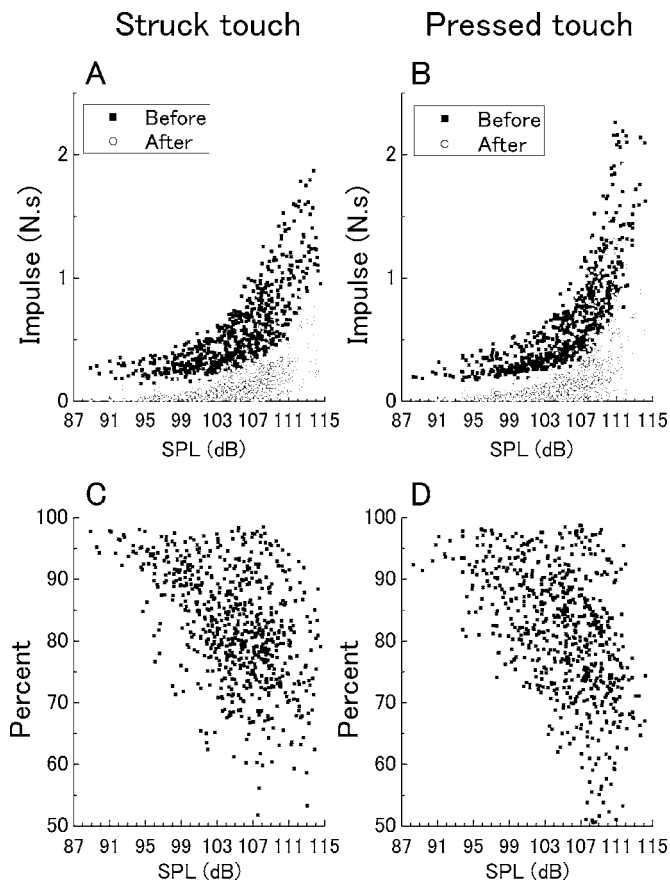 Struck touch
Pressed touch
A
B
Before
After
Before
After
Impulse (N.s)
2
1
0
87 91 95 99 103 107 111 115
SPL (dB)
Impulse (N.s)
2
1
0
87 91 95 99 103 107 111 115
SPL (dB)
C
D
Percent
100
90
80
70
60
50
87 91 95 99 103 107 111 115
SPL (dB)
Percent
100
90
80
70
60
50
87 91 95 99 103 107 111 115
SPL (dB)